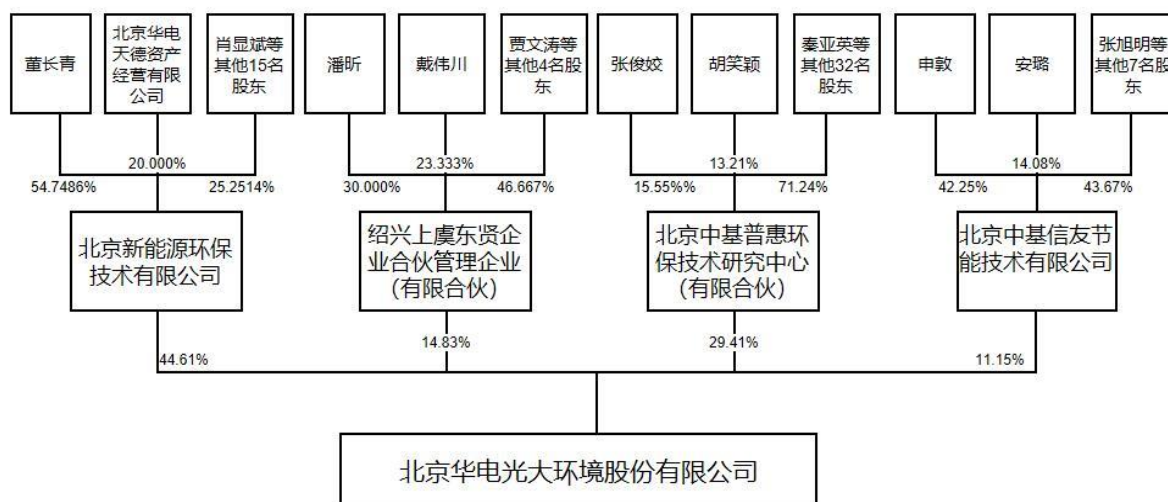 董长青
北京华电
天德资产
经营有限
公司
肖显斌等
其他15名
股东
潘昕
戴伟川
贾文涛等
其他4名股
东
张俊姣
胡笑颖
秦亚英等
其他32名
股东
申敦
安璐
张旭明等
其他7名股
东
20.000%
54.7486%
25.2514%
23.333%
30.000%
46.667%
13.21%
15.55%%
71.24%
14.08%
42.25%
43.67%
北京新能源环保
技术有限公司
绍兴上虞东贤企
业合伙管理企业
（有限合伙）
北京中基普惠环
保技术研究中心
（有限合伙）
北京中基信友节
能技术有限公司
44.61%
14.83%
29.41%
11.15%
北京华电光大环境股份有限公司